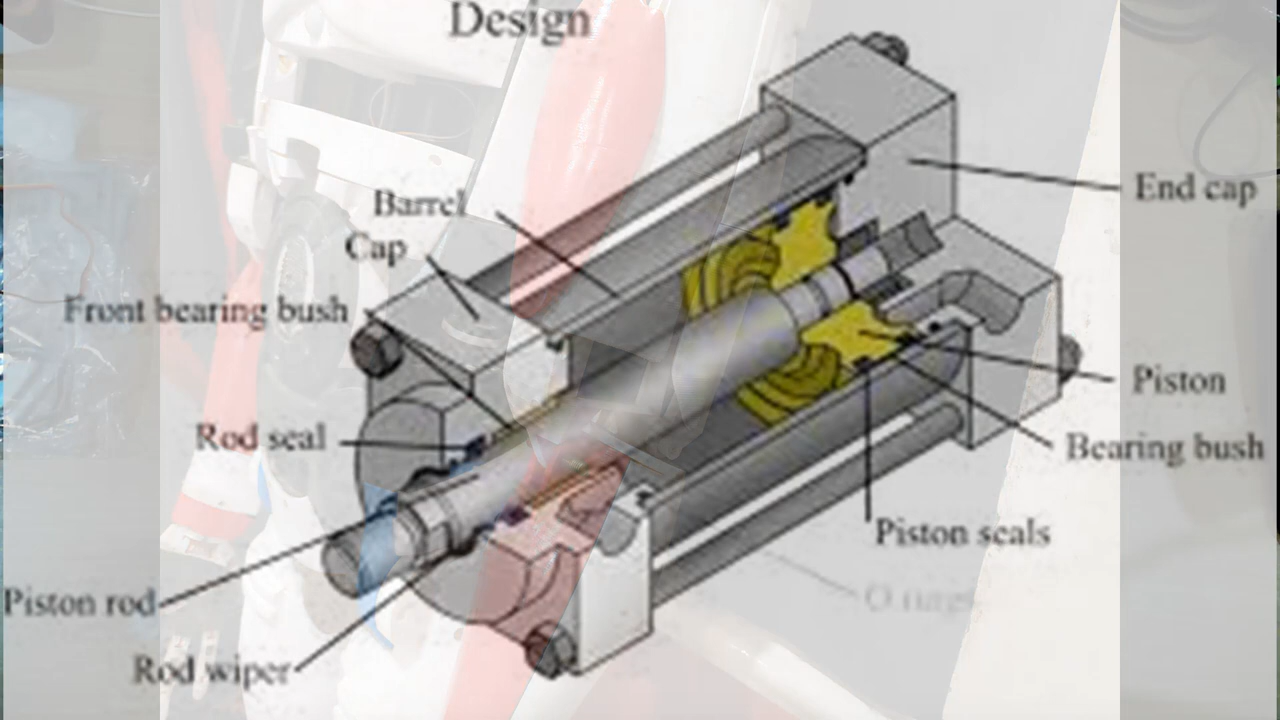 Design
Barrel
Cap
End cap
Front bearing bush
Piston
Rod seal
Bearing bush
Piston seals
O rings
Piston rod
Rod wiper